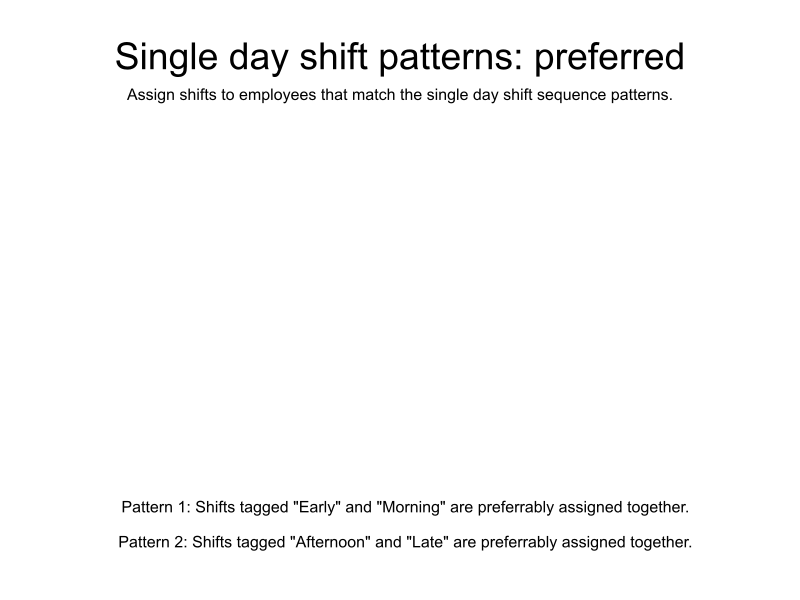 Single day shift patterns: preferred
Assign shifts to employees that match the single day shift sequence patterns.
Pattern 1: Shifts tagged "Early" and "Morning" are preferrably assigned together.
Pattern 2: Shifts tagged "Afternoon" and "Late" are preferrably assigned together.